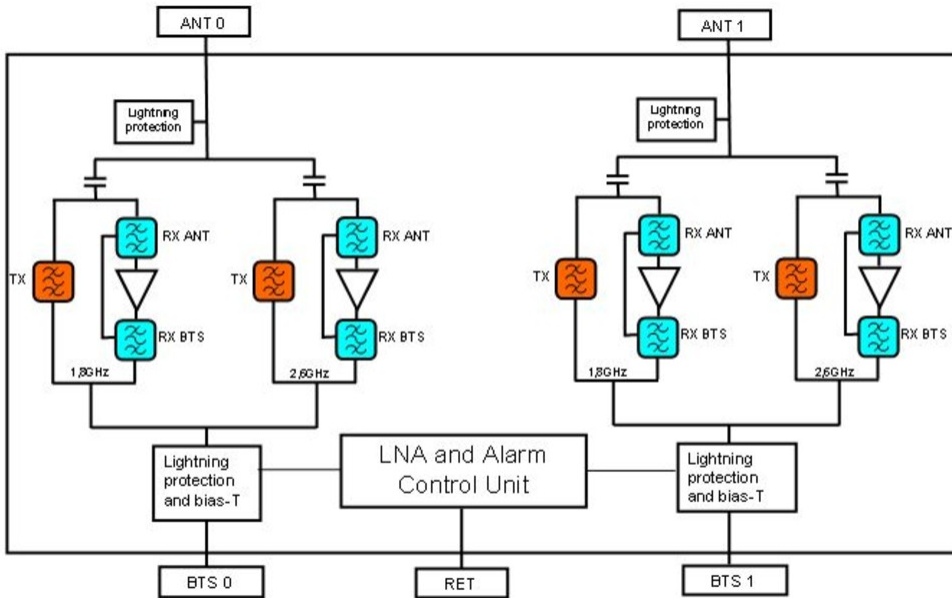 ANT 0
ANT 1
Lightning
protection
Lightning
protection
RX ANT
RX ANT
RX ANT
RX ANT
TX
TX
TX
TX
RX BTS
RX BTS
RX BTS
RX BTS
1,8GHz
2,6GHz
1,8GHz
2,6GHz
Lightning
protection
and bias-T
LNA and Alarm
Control Unit
Lightning
protection
and bias-T
BTS 0
RET
BTS 1